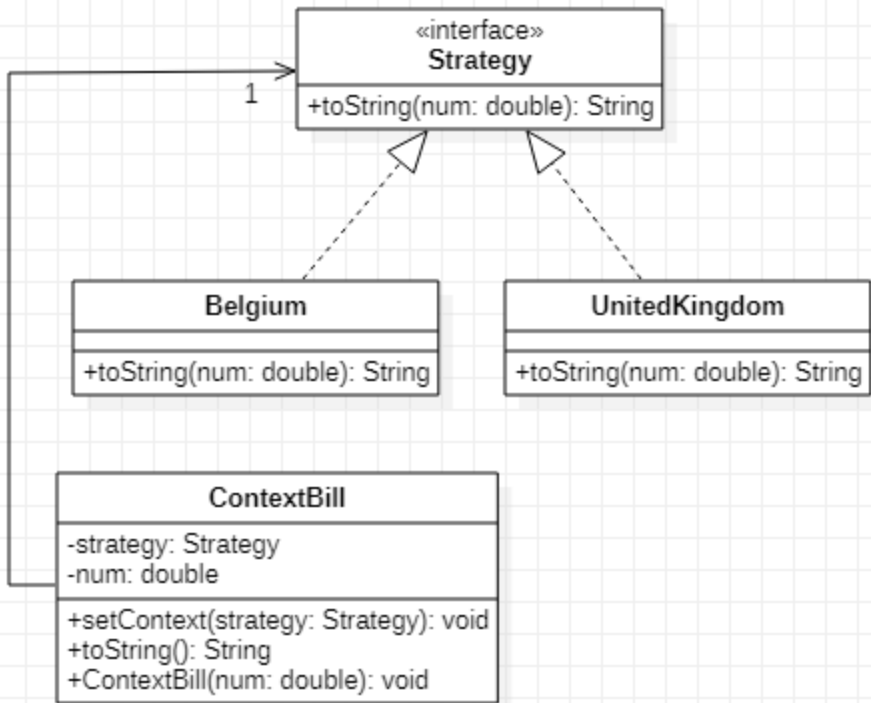 «interface»
Strategy
+toString(num: double): String
1
Belgium
+toString(num: double): String
UnitedKingdom
+toString(num: double): String
ContextBill
-strategy: Strategy
-num: double
+setContext(strategy: Strategy): void
+toString(): String
+ContextBill(num: double): void